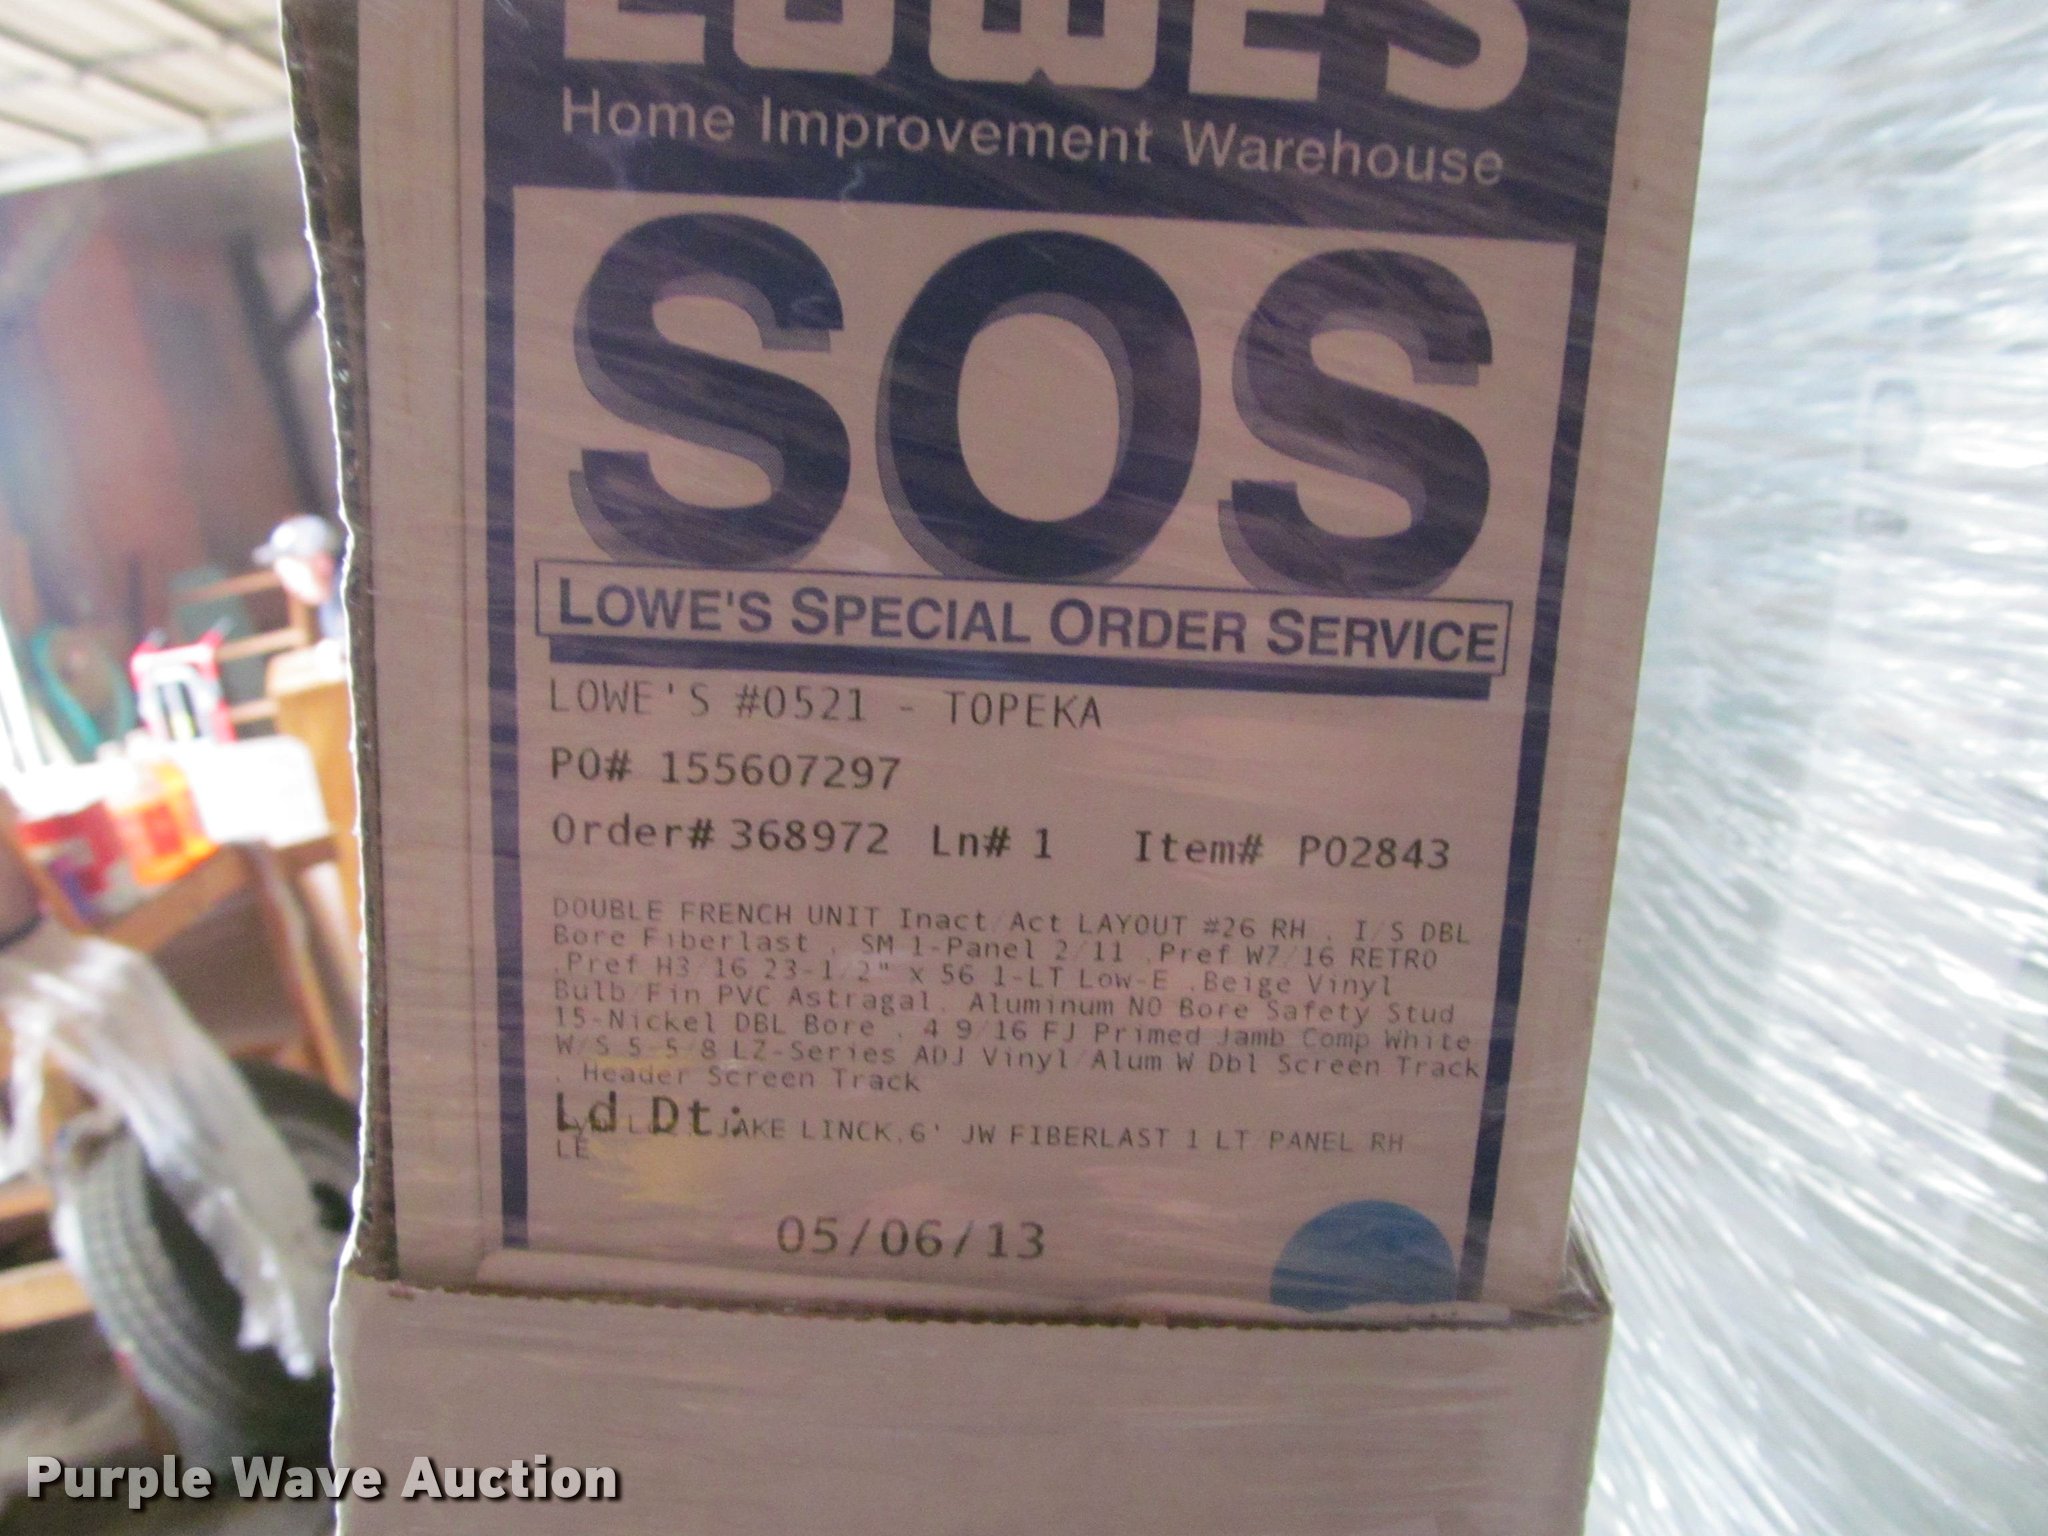 LOWE'S
Home Improvement Warehouse
SOS
LOWE'S SPECIAL ORDER SERVICE
LOWE'S #0521 - TOPEKA
PO# 155607297
Order# 368972 Ln# 1 Item# P02843
DOUBLE FRENCH UNIT Inact/Act LAYOUT #26 RH . I/S DBL
Bore Fiberlast . SM 1-Panel 2/11 .Pref W7/16 RETRO
.Pref H3/16 23-1/2" x 56 1-LT Low-E .Beige Vinyl
Bulb/Fin PVC Astragal. Aluminum NO Bore Safety Stud
15-Nickel DBL Bore . 4 9/16 FJ Primed Jamb Comp White
W/S 5-5/8 LZ-Series ADJ Vinyl/Alum W Dbl Screen Track
. Header Screen Track
Ld Dt:
JAKE LINCK,6' JW FIBERLAST 1 LT PANEL RH
LE
05/06/13
Purple Wave Auction